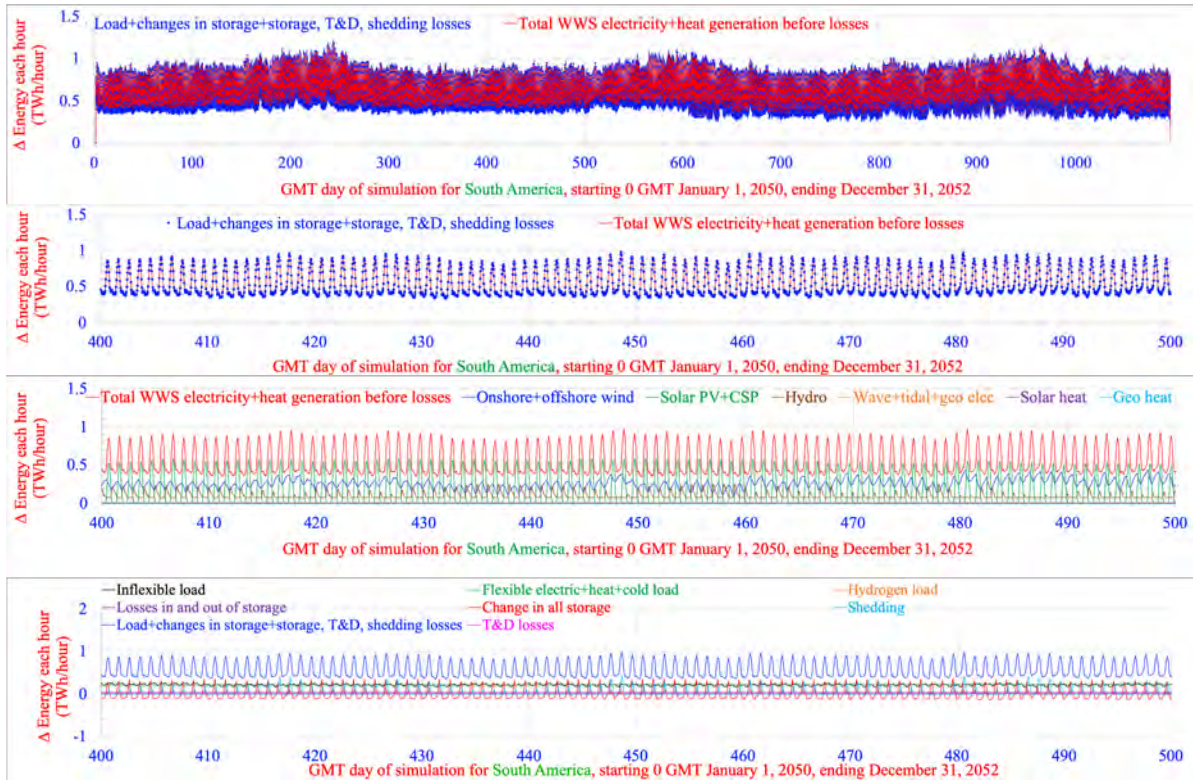 Load+changes in storage+storage, T&D, shedding losses Total WWS electricity+heat generation before losses
Δ Energy each hour
(TWh/hour)
1.5
1
0.5
0
0 100 200 300 400 500 600 700 800 900 1000
GMT day of simulation for South America, starting 0 GMT January 1, 2050, ending December 31, 2052
Load+changes in storage+storage, T&D, shedding losses Total WWS electricity+heat generation before losses
Δ Energy each hour
(TWh/hour)
1.5
1
0.5
0
400 410 420 430 440 450 460 470 480 490 500
GMT day of simulation for South America, starting 0 GMT January 1, 2050, ending December 31, 2052
Total WWS electricity+heat generation before losses Onshore+offshore wind Solar PV+CSP Hydro Wave+tidal+geo elec Solar heat Geo heat
Δ Energy each hour
(TWh/hour)
1.5
1
0.5
0
400 410 420 430 440 450 460 470 480 490 500
GMT day of simulation for South America, starting 0 GMT January 1, 2050, ending December 31, 2052
Inflexible load Flexible electric+heat+cold load Hydrogen load
Losses in and out of storage Change in all storage Shedding
Load+changes in storage+storage, T&D, shedding losses T&D losses
Δ Energy each hour
(TWh/hour)
2
1
0
-1
400 410 420 430 440 450 460 470 480 490 500
GMT day of simulation for South America, starting 0 GMT January 1, 2050, ending December 31, 2052